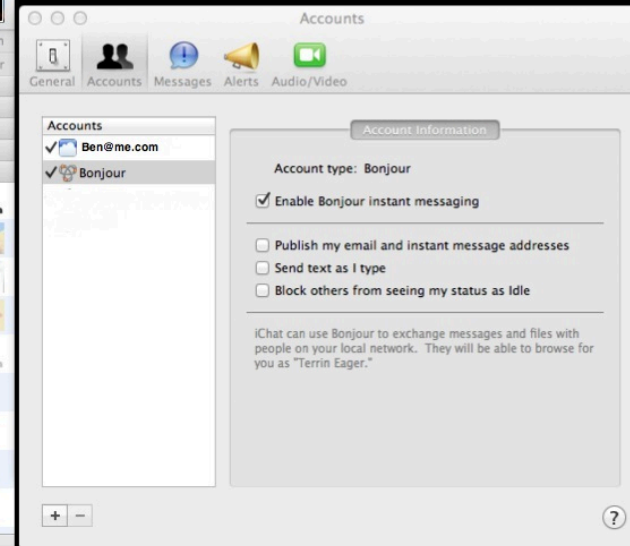 Accounts
General Accounts Messages Alerts Audio/Video
Accounts
Ben@me.com
Bonjour
Account Information
Account type: Bonjour
Enable Bonjour instant messaging
Publish my email and instant message addresses
Send text as I type
Block others from seeing my status as Idle
iChat can use Bonjour to exchange messages and files with
people on your local network. They will be able to browse for
you as "Terrin Eager."
+ −
?